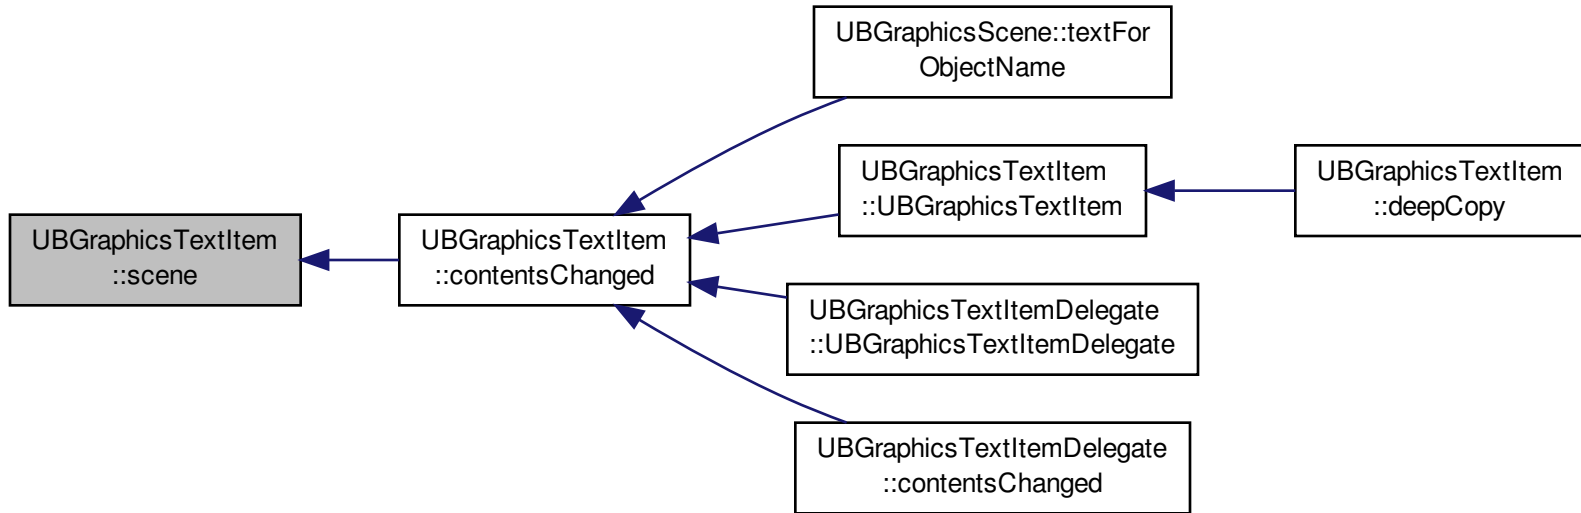 UBGraphicsScene::textFor
ObjectName
UBGraphicsTextItem
::UBGraphicsTextItem
UBGraphicsTextItem
::deepCopy
UBGraphicsTextItem
::scene
UBGraphicsTextItem
::contentsChanged
UBGraphicsTextItemDelegate
::UBGraphicsTextItemDelegate
UBGraphicsTextItemDelegate
::contentsChanged